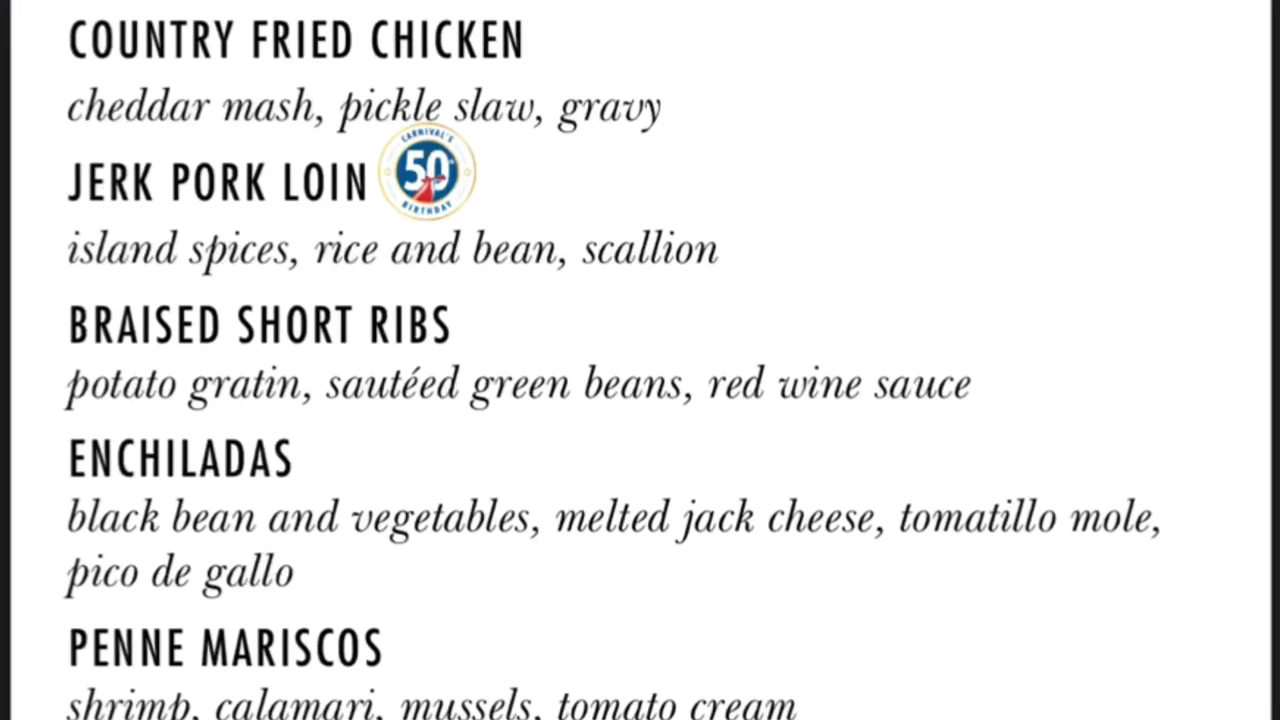 COUNTRY FRIED CHICKEN
cheddar mash, pickle slaw, gravy
CARNIVAL'S
50
BIRTHDAY
JERK PORK LOIN
island spices, rice and bean, scallion
BRAISED SHORT RIBS
potato gratin, sautéed green beans, red wine sauce
ENCHILADAS
black bean and vegetables, melted jack cheese, tomatillo mole,
pico de gallo
PENNE MARISCOS
shrimp, calamari, mussels, tomato cream